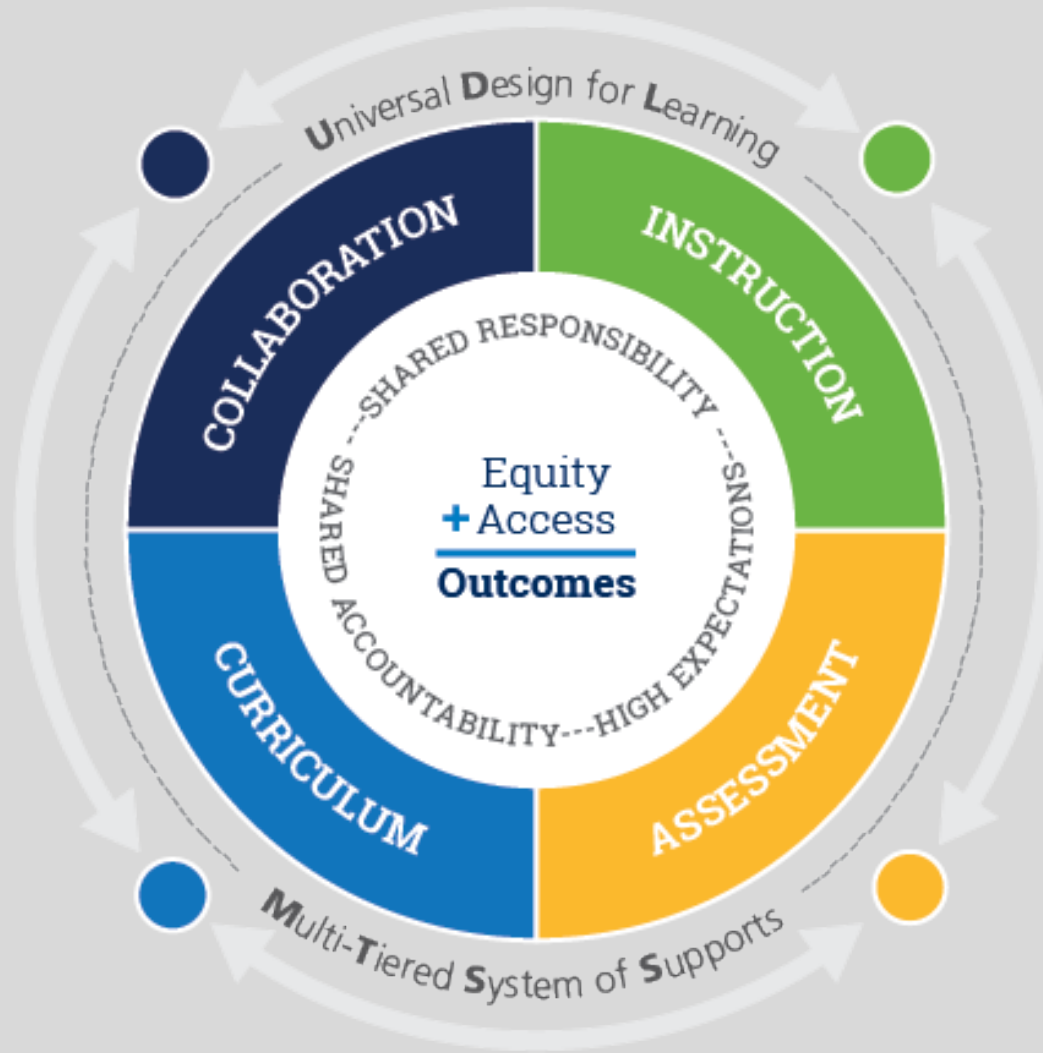 Universal Design for Learning
COLLABORATION
INSTRUCTION
SHARED RESPONSIBILITY ----
HIGH EXPECTATIONS
---SHARED ACCOUNTABILITY---
Equity
+Access
Outcomes
CURRICULUM
ASSESSMENT
Multi-Tiered System of Supports